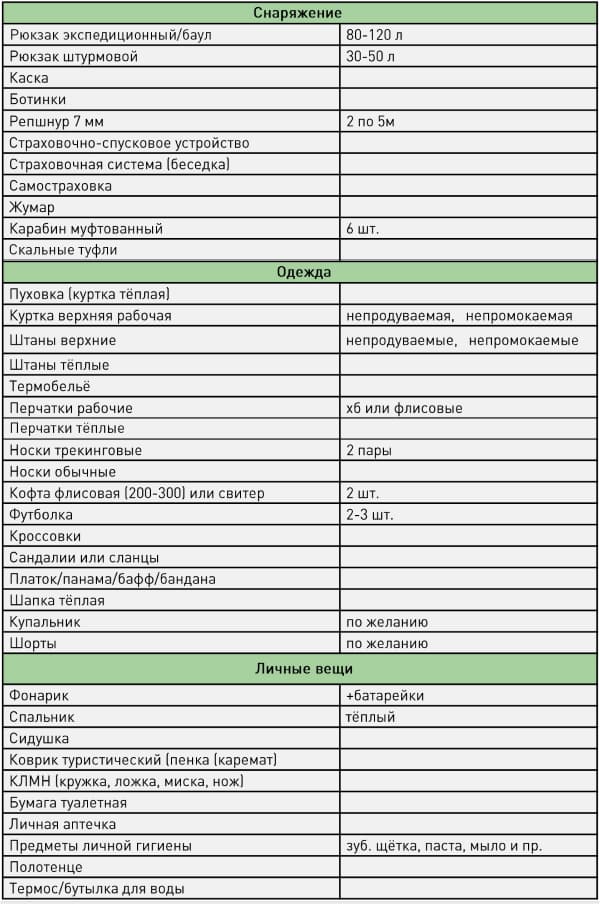 Снаряжение
Рюкзак экспедиционный/баул 80-120 л
Рюкзак штурмовой 30-50 л
Каска
Ботинки
Репшнур 7 мм 2 по 5м
Страховочно-спусковое устройство
Страховочная система (беседка)
Самостраховка
Жумар
Карабин муфтованный 6 шт.
Скальные туфли
Одежда
Пуховка (куртка тёплая)
Куртка верхняя рабочая непродуваемая, непромокаемая
Штаны верхние непродуваемые, непромокаемые
Штаны тёплые
Термобельё
Перчатки рабочие хб или флисовые
Перчатки тёплые
Носки трекинговые 2 пары
Носки обычные
Кофта флисовая (200-300) или свитер 2 шт.
Футболка 2-3 шт.
Кроссовки
Сандалии или сланцы
Платок/панама/бафф/бандана
Шапка тёплая
Купальник по желанию
Шорты по желанию
Личные вещи
Фонарик +батарейки
Спальник тёплый
Сидушка
Коврик туристический (пенка (каремат)
КЛМН (кружка, ложка, миска, нож)
Бумага туалетная
Личная аптечка
Предметы личной гигиены зуб. щётка, паста, мыло и пр.
Полотенце
Термос/бутылка для воды